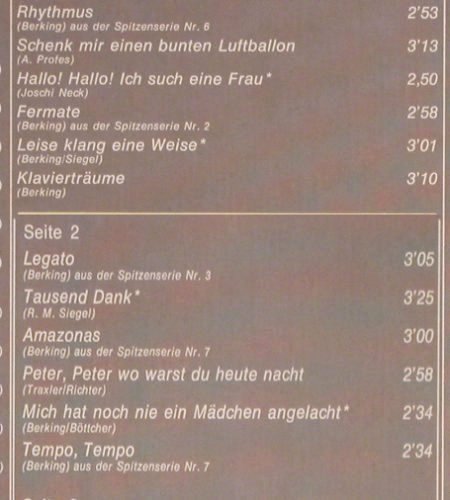 Rhythmus 2'53
(Berking) aus der Spitzenserie Nr. 6
Schenk mir einen bunten Luftballon 3'13
(A. Profes)
Hallo! Hallo! Ich such eine Frau* 2,50
(Joschi Neck)
Fermate 2'58
(Berking) aus der Spitzenserie Nr. 2
Leise klang eine Weise* 3'01
(Berking/Siegel)
Klavierträume 3'10
(Berking)
Seite 2
Legato 3'05
(Berking) aus der Spitzenserie Nr. 3
Tausend Dank* 3'25
(R. M. Siegel)
Amazonas 3'00
(Berking) aus der Spitzenserie Nr. 7
Peter, Peter wo warst du heute nacht 2'58
(Traxler/Richter)
Mich hat noch nie ein Mädchen angelacht* 2'34
(Berking/Böttcher)
Tempo, Tempo 2'34
(Berking) aus der Spitzenserie Nr. 7